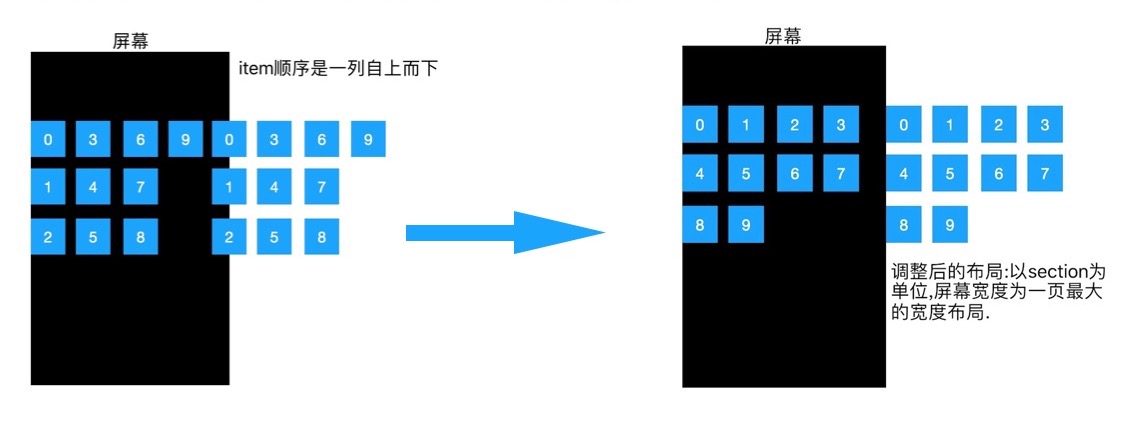 屏幕
item顺序是一列自上而下
0 3 6 9 0 3 6 9
1 4 7 1 4 7
2 5 8 2 5 8
屏幕
0 1 2 3 0 1 2 3
4 5 6 7 4 5 6 7
8 9 8 9
调整后的布局:以section为
单位,屏幕宽度为一页最大
的宽度布局.